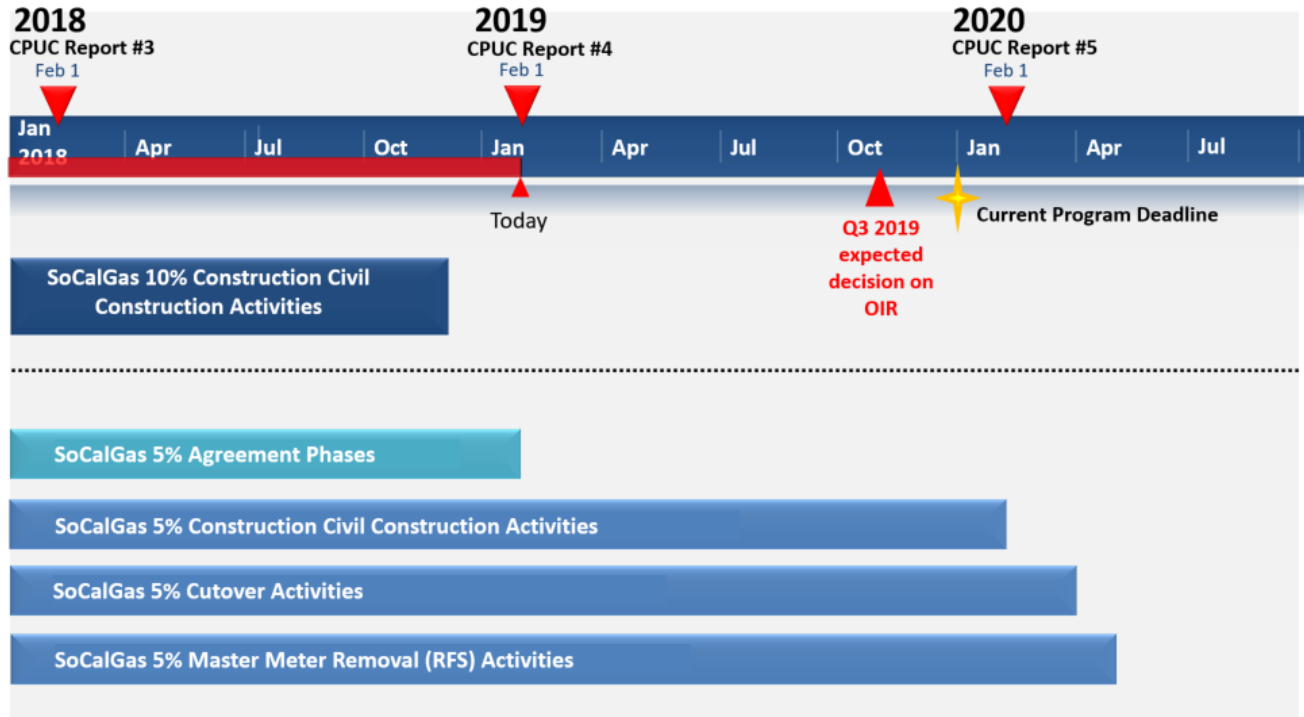 2018
CPUC Report #3
Feb 1
2019
CPUC Report #4
Feb 1
2020
CPUC Report #5
Feb 1
Jan
2018
Apr
Jul
Oct
Jan
Apr
Jul
Oct
Jan
Apr
Jul
Today
Q3 2019
expected
decision on
OIR
Current Program Deadline
SoCalGas 10% Construction Civil
Construction Activities
SoCalGas 5% Agreement Phases
SoCalGas 5% Construction Civil Construction Activities
SoCalGas 5% Cutover Activities
SoCalGas 5% Master Meter Removal (RFS) Activities